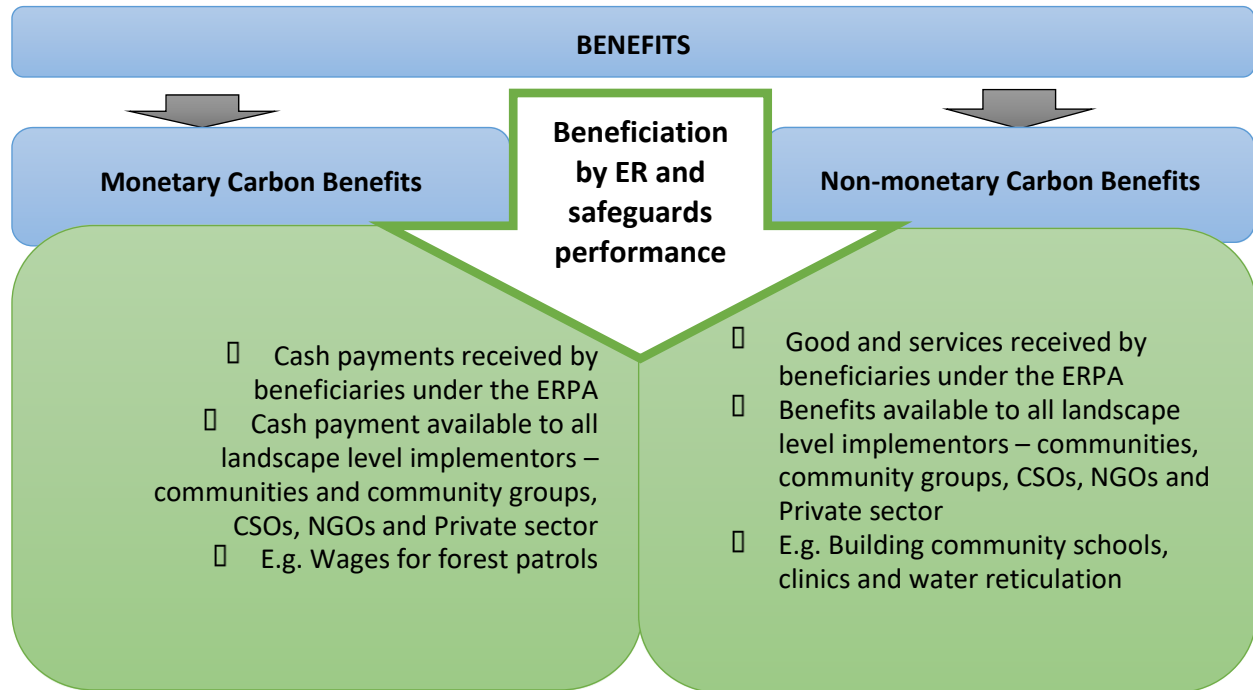 BENEFITS
Monetary Carbon Benefits
Beneficiation
by ER and
safeguards
performance
Non-monetary Carbon Benefits
Cash payments received by
beneficiaries under the ERPA
Cash payment available to all
landscape level implementors –
communities and community groups,
CSOs, NGOs and Private sector
E.g. Wages for forest patrols
Good and services received by
beneficiaries under the ERPA
Benefits available to all landscape
level implementors – communities,
community groups, CSOs, NGOs and
Private sector
E.g. Building community schools,
clinics and water reticulation